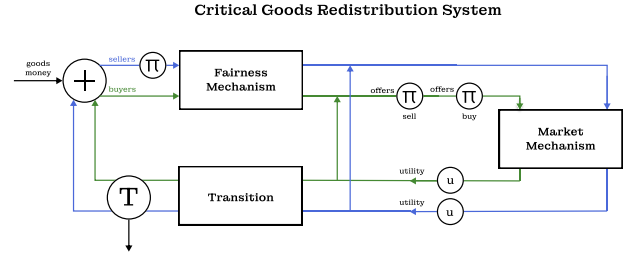 Critical Goods Redistribution System
goods
money
+
sellers
π
buyers
Fairness
Mechanism
offers
π
sell
offers
π
buy
Market
Mechanism
T
Transition
utility
u
utility
u